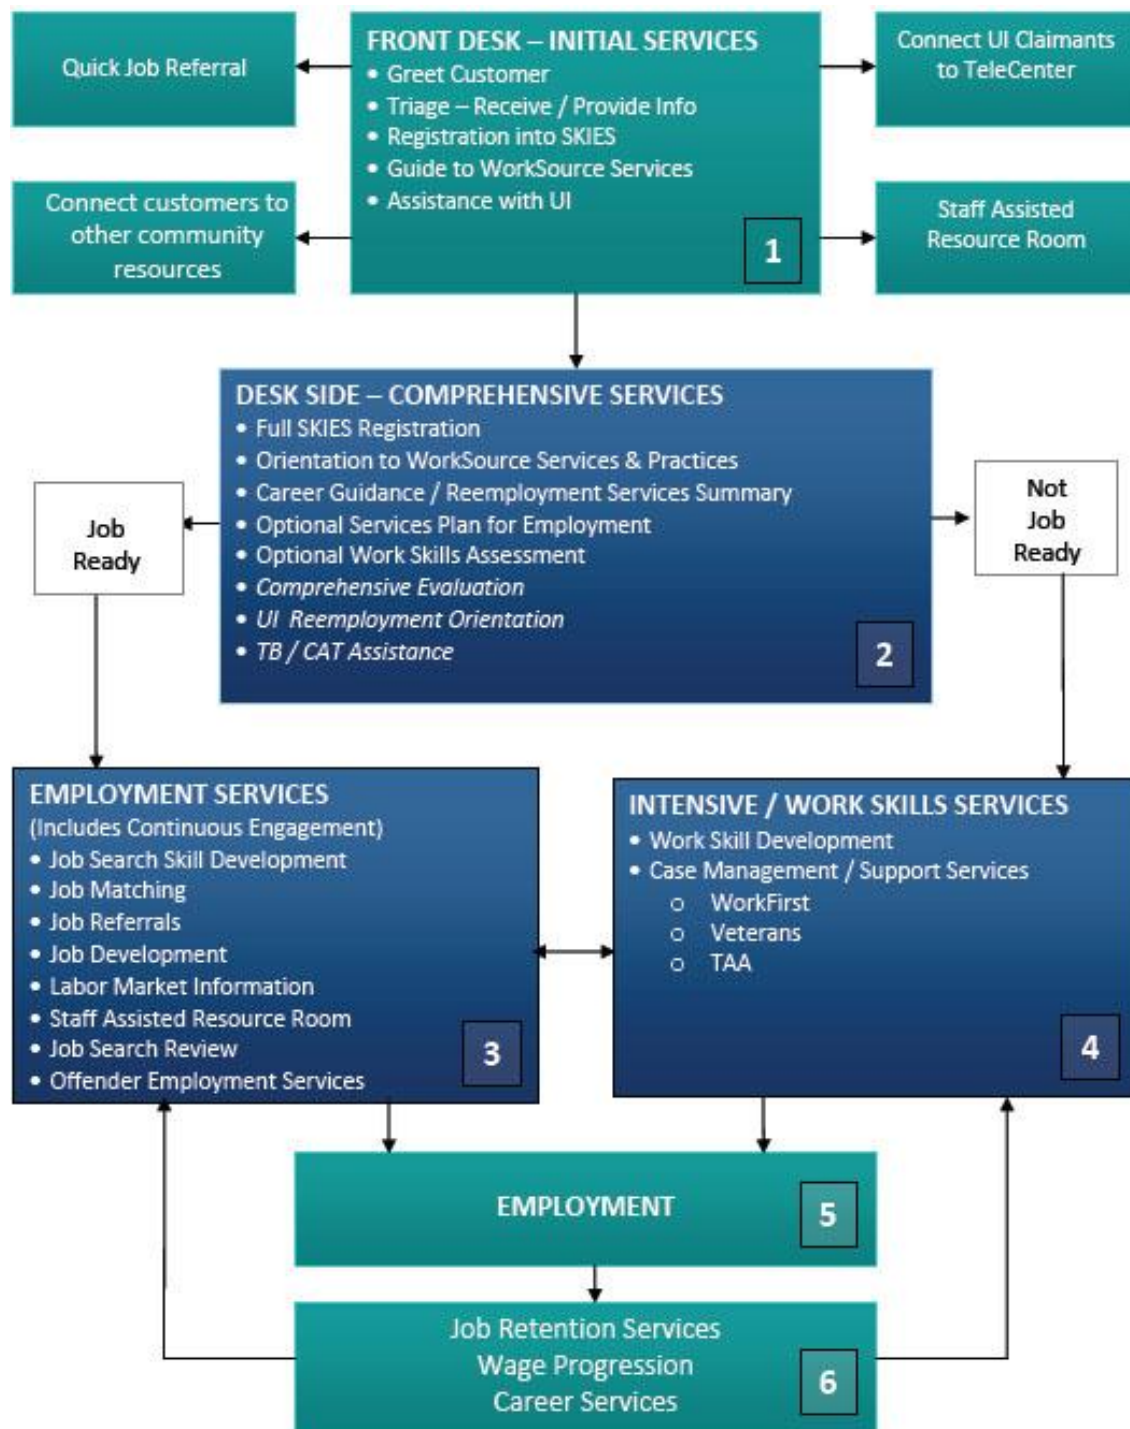 Quick Job Referral
FRONT DESK – INITIAL SERVICES
• Greet Customer
• Triage – Receive / Provide Info
• Registration into SKIES
• Guide to WorkSource Services
• Assistance with UI
1
Connect UI Claimants
to TeleCenter
Connect customers to
other community
resources
Staff Assisted
Resource Room
DESK SIDE – COMPREHENSIVE SERVICES
• Full SKIES Registration
• Orientation to WorkSource Services & Practices
• Career Guidance / Reemployment Services Summary
• Optional Services Plan for Employment
• Optional Work Skills Assessment
• Comprehensive Evaluation
• UI Reemployment Orientation
• TB / CAT Assistance
2
Job
Ready
Not
Job
Ready
EMPLOYMENT SERVICES
(Includes Continuous Engagement)
• Job Search Skill Development
• Job Matching
• Job Referrals
• Job Development
• Labor Market Information
• Staff Assisted Resource Room
• Job Search Review
• Offender Employment Services
3
INTENSIVE / WORK SKILLS SERVICES
• Work Skill Development
• Case Management / Support Services
o WorkFirst
o Veterans
o TAA
4
EMPLOYMENT
5
Job Retention Services
Wage Progression
Career Services
6